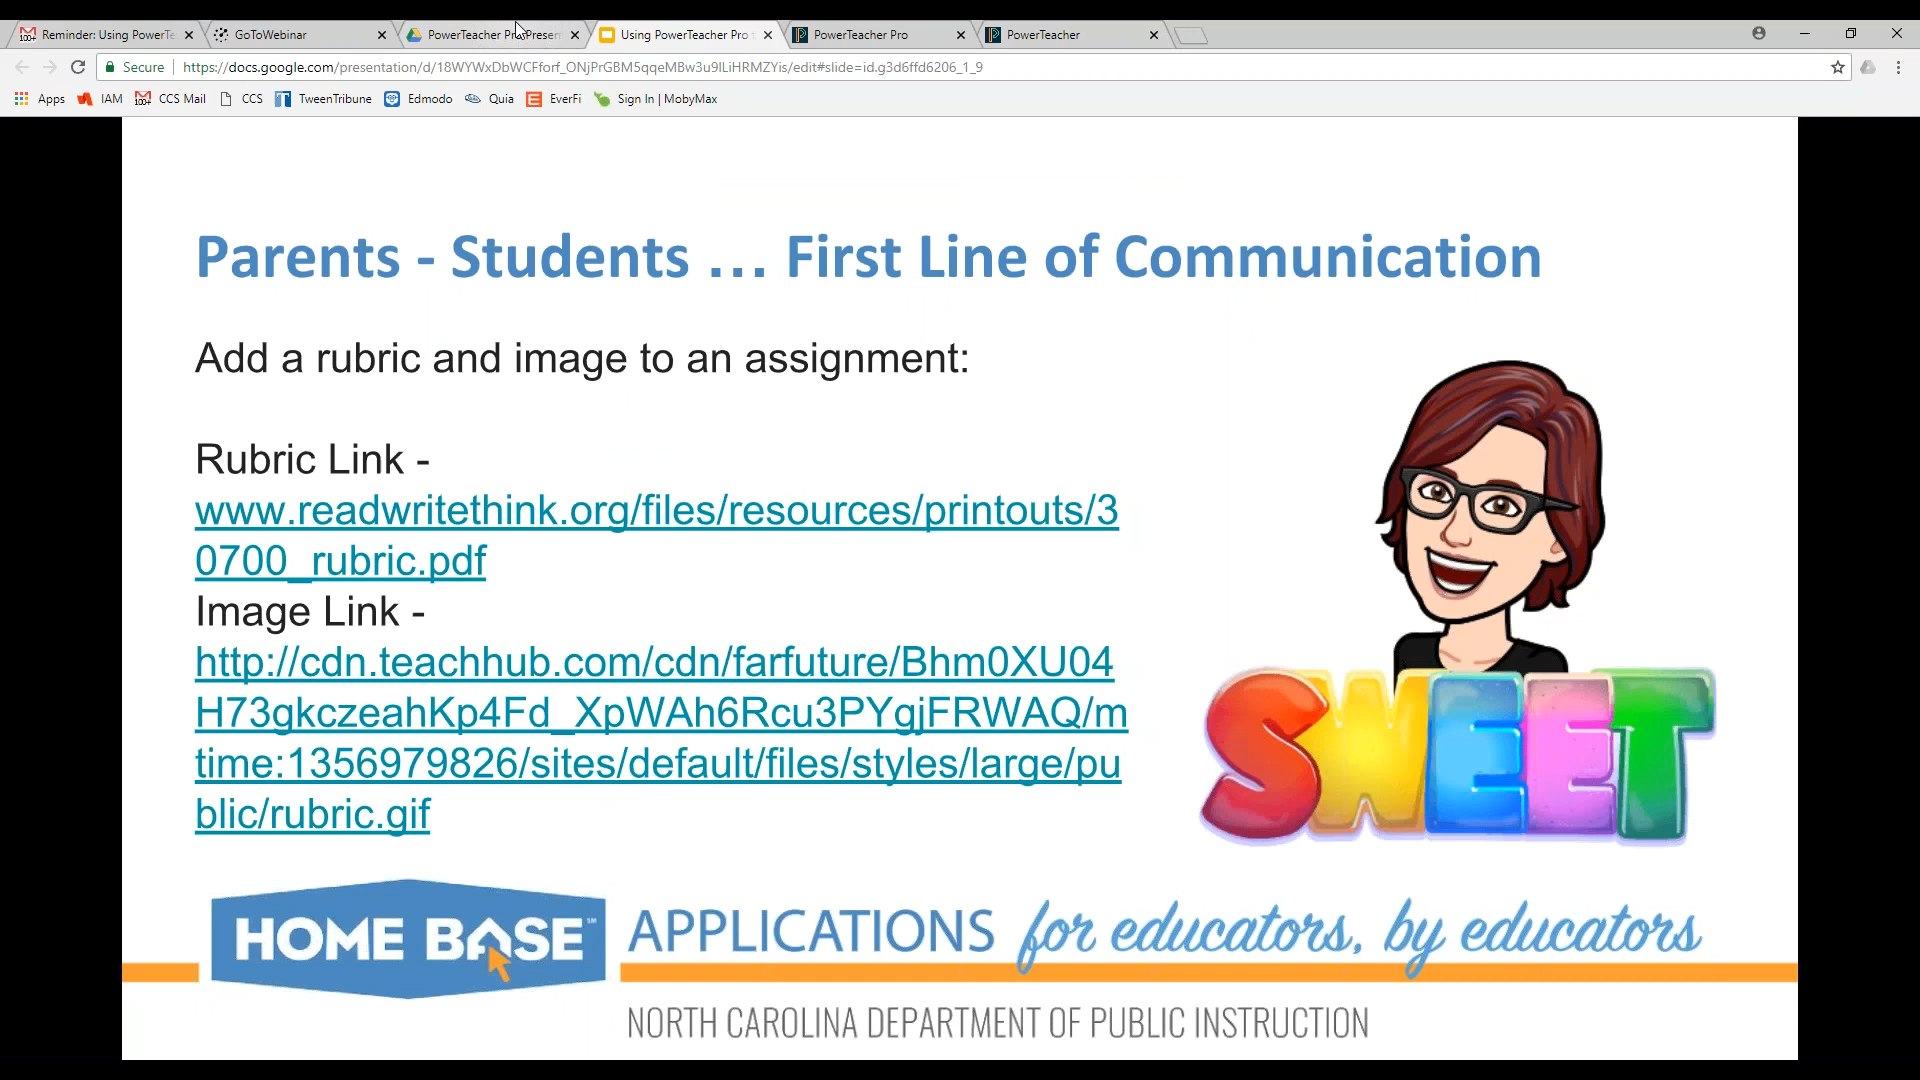 Reminder: Using PowerTe
GoToWebinar
PowerTeacher Pro Presen
Using PowerTeacher Pro
PowerTeacher Pro
PowerTeacher
Secure
https://docs.google.com/presentation/d/18WYWxDbWCFforf_ONjPrGBM5qqeMBw3u9lLiHRMZYis/edit#slide=id.g3d6ffd6206_1_9
Apps IAM CCS Mail CCS TweenTribune Edmodo Quia EverFi Sign In | MobyMax
Parents - Students ... First Line of Communication
Add a rubric and image to an assignment:
Rubric Link -
www.readwritethink.org/files/resources/printouts/3
0700_rubric.pdf
Image Link -
http://cdn.teachhub.com/cdn/farfuture/Bhm0XU04
H73gkczeahKp4Fd_XpWAh6Rcu3PYgjFRWAQ/m
time:1356979826/sites/default/files/styles/large/pu
blic/rubric.gif
SWEET
HOME BASE™
APPLICATIONS for educators, by educators
NORTH CAROLINA DEPARTMENT OF PUBLIC INSTRUCTION